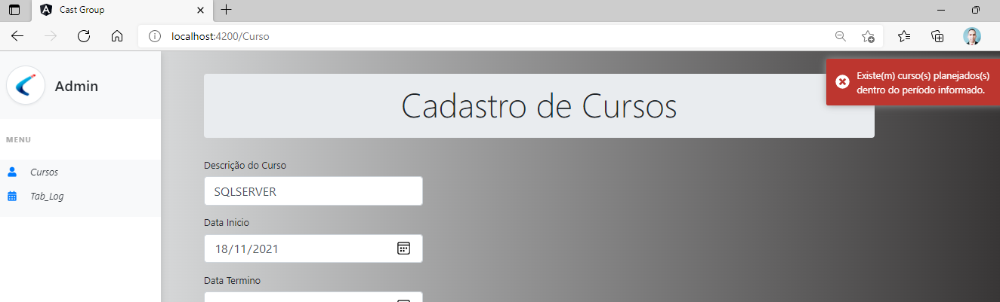 Cast Group
localhost:4200/Curso
Admin
MENU
Cursos
Tab_Log
Existe(m) curso(s) planejados(s)
dentro do período informado.
Cadastro de Cursos
Descrição do Curso
SQLSERVER
Data Inicio
18/11/2021
Data Termino